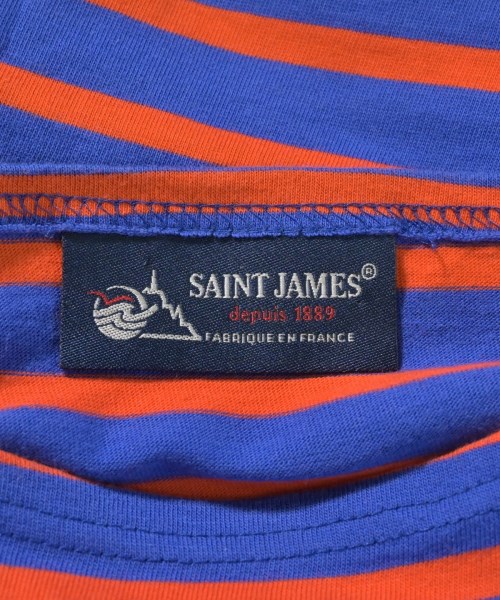 SAINT JAMES®
depuis 1889
FABRIQUE EN FRANCE